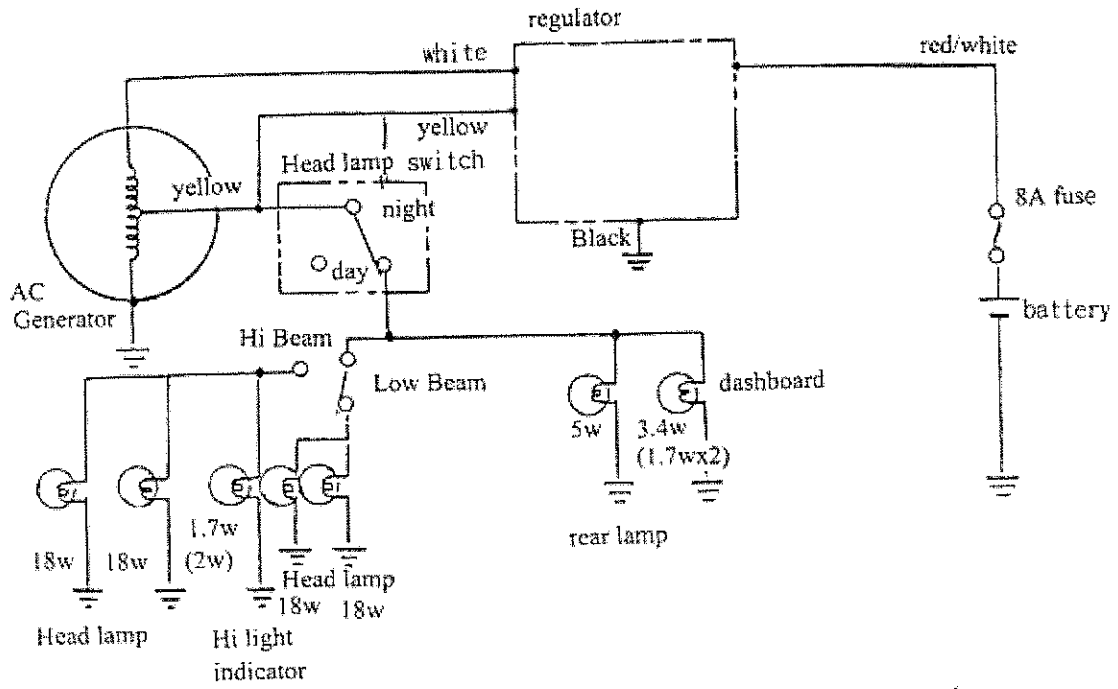 regulator
white
red/white
yellow
Head lamp switch
yellow
night
8A fuse
Black
day
AC
Generator
battery
Hi Beam
Low Beam
dashboard
5w
3.4w
(1.7wx2)
1.7w
(2w)
rear lamp
18w
18w
Head lamp
18w
18w
Head lamp
Hi light
indicator